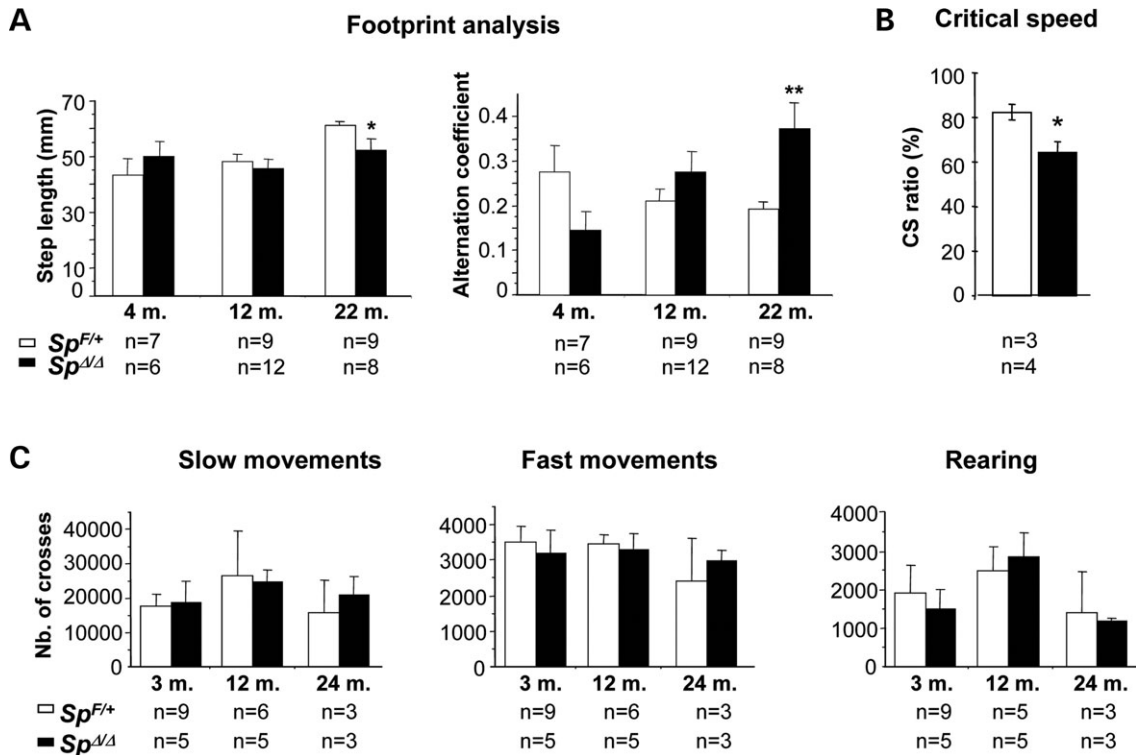 A
Footprint analysis
B
Critical speed
Step length (mm)
70
50
30
10
0
4 m.
12 m.
22 m.
*
Alternation coefficient
0.4
0.3
0.2
0.1
0
4 m.
12 m.
22 m.
**
CS ratio (%)
100
80
60
40
20
0
*
Sp^F/+
n=7
n=9
n=9
n=7
n=9
n=9
n=3
Sp^Δ/Δ
n=6
n=12
n=8
n=6
n=12
n=8
n=4
C
Slow movements
Fast movements
Rearing
Nb. of crosses
40000
30000
20000
10000
0
3 m.
12 m.
24 m.
4000
3000
2000
1000
0
3 m.
12 m.
24 m.
4000
3000
2000
1000
0
3 m.
12 m.
24 m.
Sp^F/+
n=9
n=6
n=3
n=9
n=6
n=3
n=9
n=5
n=3
Sp^Δ/Δ
n=5
n=5
n=3
n=5
n=5
n=3
n=5
n=5
n=3